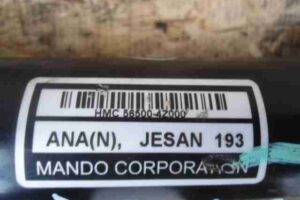 HMC 56500-4Z000
ANA(N), JESAN 193
MANDO CORPORATION